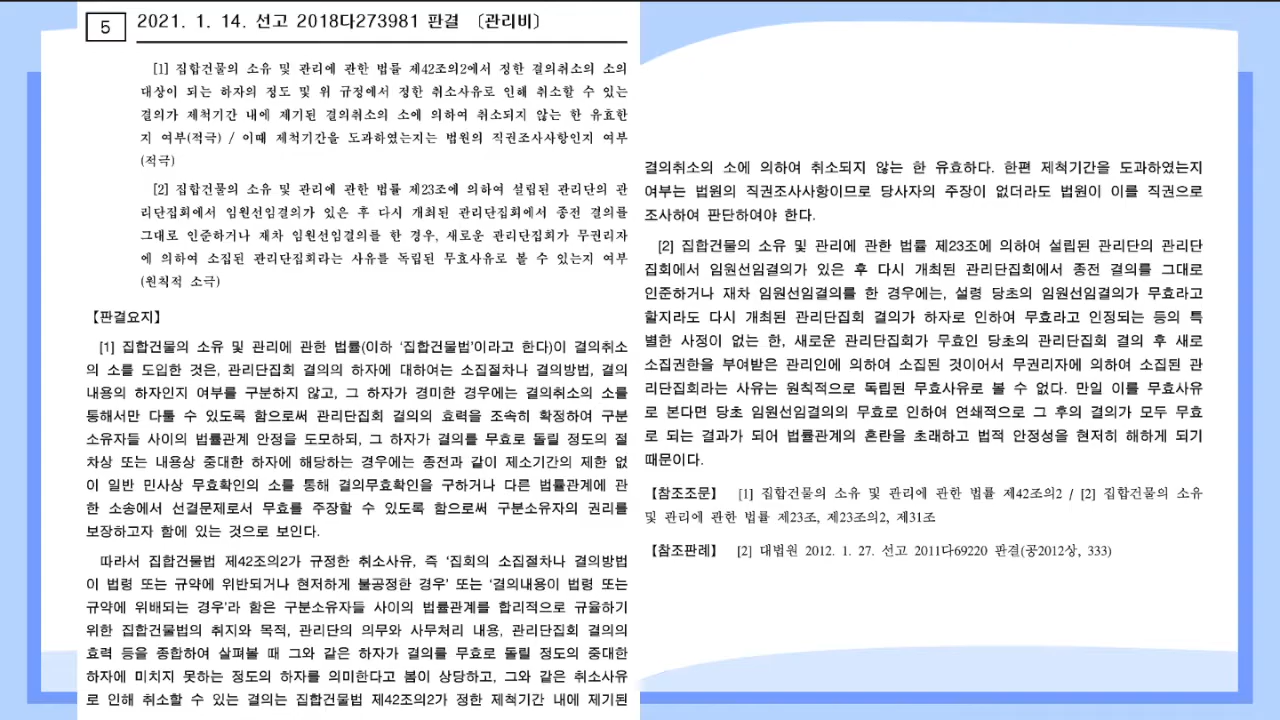 5
2021. 1. 14. 선고 2018다273981 판결 〔관리비〕
[1] 집합건물의 소유 및 관리에 관한 법률 제42조의2에서 정한 결의취소의 소의
대상이 되는 하자의 정도 및 위 규정에서 정한 취소사유로 인해 취소할 수 있는
결의가 제척기간 내에 제기된 결의취소의 소에 의하여 취소되지 않는 한 유효한
지 여부(적극) / 이때 제척기간을 도과하였는지는 법원의 직권조사사항인지 여부
(적극)
[2] 집합건물의 소유 및 관리에 관한 법률 제23조에 의하여 설립된 관리단의 관
리단집회에서 임원선임결의가 있은 후 다시 개최된 관리단집회에서 종전 결의를
그대로 인준하거나 재차 임원선임결의를 한 경우, 새로운 관리단집회가 무권리자
에 의하여 소집된 관리단집회라는 사유를 독립된 무효사유로 볼 수 있는지 여부
(원칙적 소극)
【판결요지】
[1] 집합건물의 소유 및 관리에 관한 법률(이하 '집합건물법'이라고 한다)이 결의취소
의 소를 도입한 것은, 관리단집회 결의의 하자에 대하여는 소집절차나 결의방법, 결의
내용의 하자인지 여부를 구분하지 않고, 그 하자가 경미한 경우에는 결의취소의 소를
통해서만 다툴 수 있도록 함으로써 관리단집회 결의의 효력을 조속히 확정하여 구분
소유자들 사이의 법률관계 안정을 도모하되, 그 하자가 결의를 무효로 돌릴 정도의 절
차상 또는 내용상 중대한 하자에 해당하는 경우에는 종전과 같이 제소기간의 제한 없
이 일반 민사상 무효확인의 소를 통해 결의무효확인을 구하거나 다른 법률관계에 관
한 소송에서 선결문제로서 무효를 주장할 수 있도록 함으로써 구분소유자의 권리를
보장하고자 함에 있는 것으로 보인다.
따라서 집합건물법 제42조의2가 규정한 취소사유, 즉 '집회의 소집절차나 결의방법
이 법령 또는 규약에 위반되거나 현저하게 불공정한 경우' 또는 '결의내용이 법령 또는
규약에 위배되는 경우'라 함은 구분소유자들 사이의 법률관계를 합리적으로 규율하기
위한 집합건물법의 취지와 목적, 관리단의 의무와 사무처리 내용, 관리단집회 결의의
효력 등을 종합하여 살펴볼 때 그와 같은 하자가 결의를 무효로 돌릴 정도의 중대한
하자에 미치지 못하는 정도의 하자를 의미한다고 봄이 상당하고, 그와 같은 취소사유
로 인해 취소할 수 있는 결의는 집합건물법 제42조의2가 정한 제척기간 내에 제기된
결의취소의 소에 의하여 취소되지 않는 한 유효하다. 한편 제척기간을 도과하였는지
여부는 법원의 직권조사사항이므로 당사자의 주장이 없더라도 법원이 이를 직권으로
조사하여 판단하여야 한다.
[2] 집합건물의 소유 및 관리에 관한 법률 제23조에 의하여 설립된 관리단의 관리단
집회에서 임원선임결의가 있은 후 다시 개최된 관리단집회에서 종전 결의를 그대로
인준하거나 재차 임원선임결의를 한 경우에는, 설령 당초의 임원선임결의가 무효라고
할지라도 다시 개최된 관리단집회 결의가 하자로 인하여 무효라고 인정되는 등의 특
별한 사정이 없는 한, 새로운 관리단집회가 무효인 당초의 관리단집회 결의 후 새로
소집권한을 부여받은 관리인에 의하여 소집된 것이어서 무권리자에 의하여 소집된 관
리단집회라는 사유는 원칙적으로 독립된 무효사유로 볼 수 없다. 만일 이를 무효사유
로 본다면 당초 임원선임결의의 무효로 인하여 연쇄적으로 그 후의 결의가 모두 무효
로 되는 결과가 되어 법률관계의 혼란을 초래하고 법적 안정성을 현저히 해하게 되기
때문이다.
【참조조문】 [1] 집합건물의 소유 및 관리에 관한 법률 제42조의2 / [2] 집합건물의 소유
및 관리에 관한 법률 제23조, 제23조의2, 제31조
【참조판례】 [2] 대법원 2012. 1. 27. 선고 2011다69220 판결(공2012상, 333)